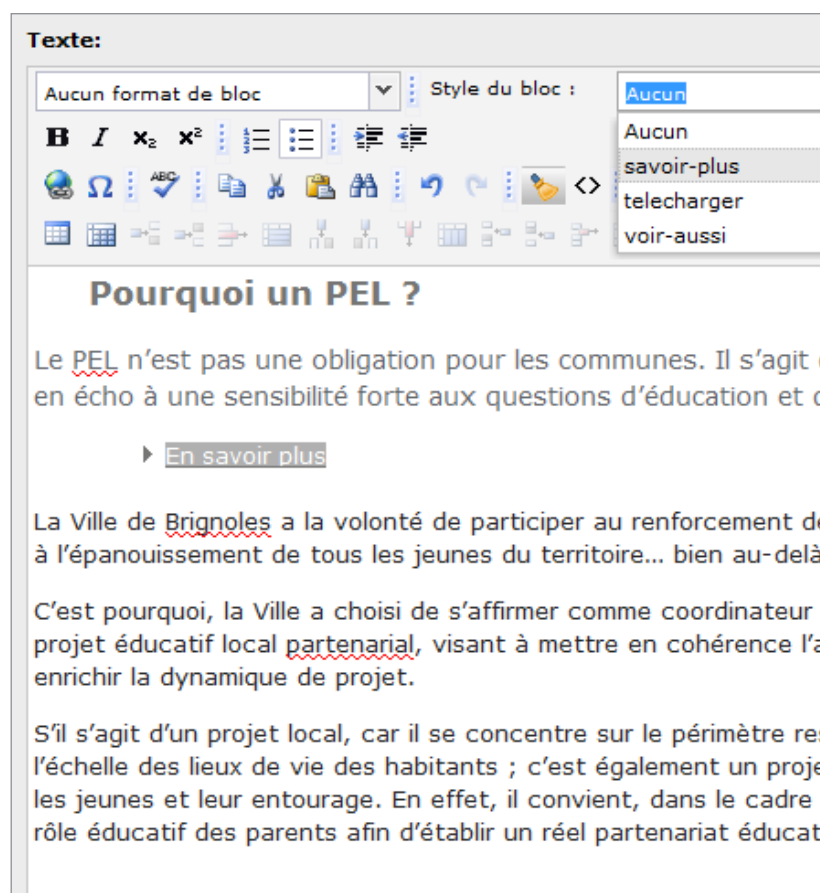 Texte:
Aucun format de bloc
Style du bloc :
Aucun
Aucun
savoir-plus
telecharger
voir-aussi
B I x₂ x²
ABC
Pourquoi un PEL ?
Le PEL n’est pas une obligation pour les communes. Il s’agit
en écho à une sensibilité forte aux questions d’éducation et
En savoir plus
La Ville de Brignoles a la volonté de participer au renforcement
à l’épanouissement de tous les jeunes du territoire... bien au-delà
C’est pourquoi, la Ville a choisi de s’affirmer comme coordinateur
projet éducatif local partenarial, visant à mettre en cohérence
enrichir la dynamique de projet.
S’il s’agit d’un projet local, car il se concentre sur le périmètre
l’échelle des lieux de vie des habitants ; c’est également un
les jeunes et leur entourage. En effet, il convient, dans le cadre
rôle éducatif des parents afin d’établir un réel partenariat